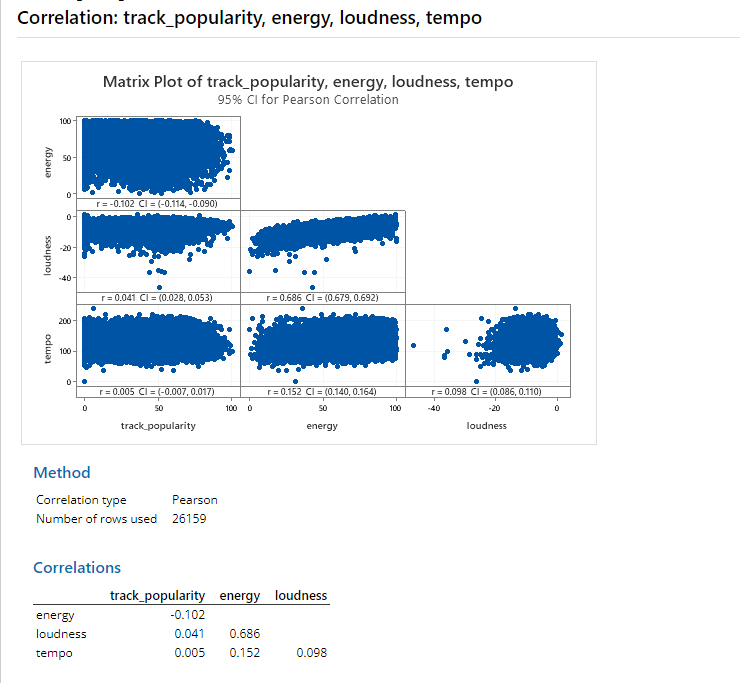 Correlation: track_popularity, energy, loudness, tempo
Matrix Plot of track_popularity, energy, loudness, tempo
95% CI for Pearson Correlation
100
50
0
energy
r = -0.102 CI = (-0.114, -0.090)
0
-20
-40
loudness
r = 0.041 CI = (0.028, 0.053)
r = 0.686 CI = (0.679, 0.692)
200
100
0
tempo
r = 0.005 CI = (-0.007, 0.017)
r = 0.152 CI = (0.140, 0.164)
r = 0.098 CI = (0.086, 0.110)
0 50 100 0 50 100 -40 -20 0
track_popularity energy loudness
Method
Correlation type Pearson
Number of rows used 26159
Correlations
track_popularity energy loudness
energy -0.102
loudness 0.041 0.686
tempo 0.005 0.152 0.098